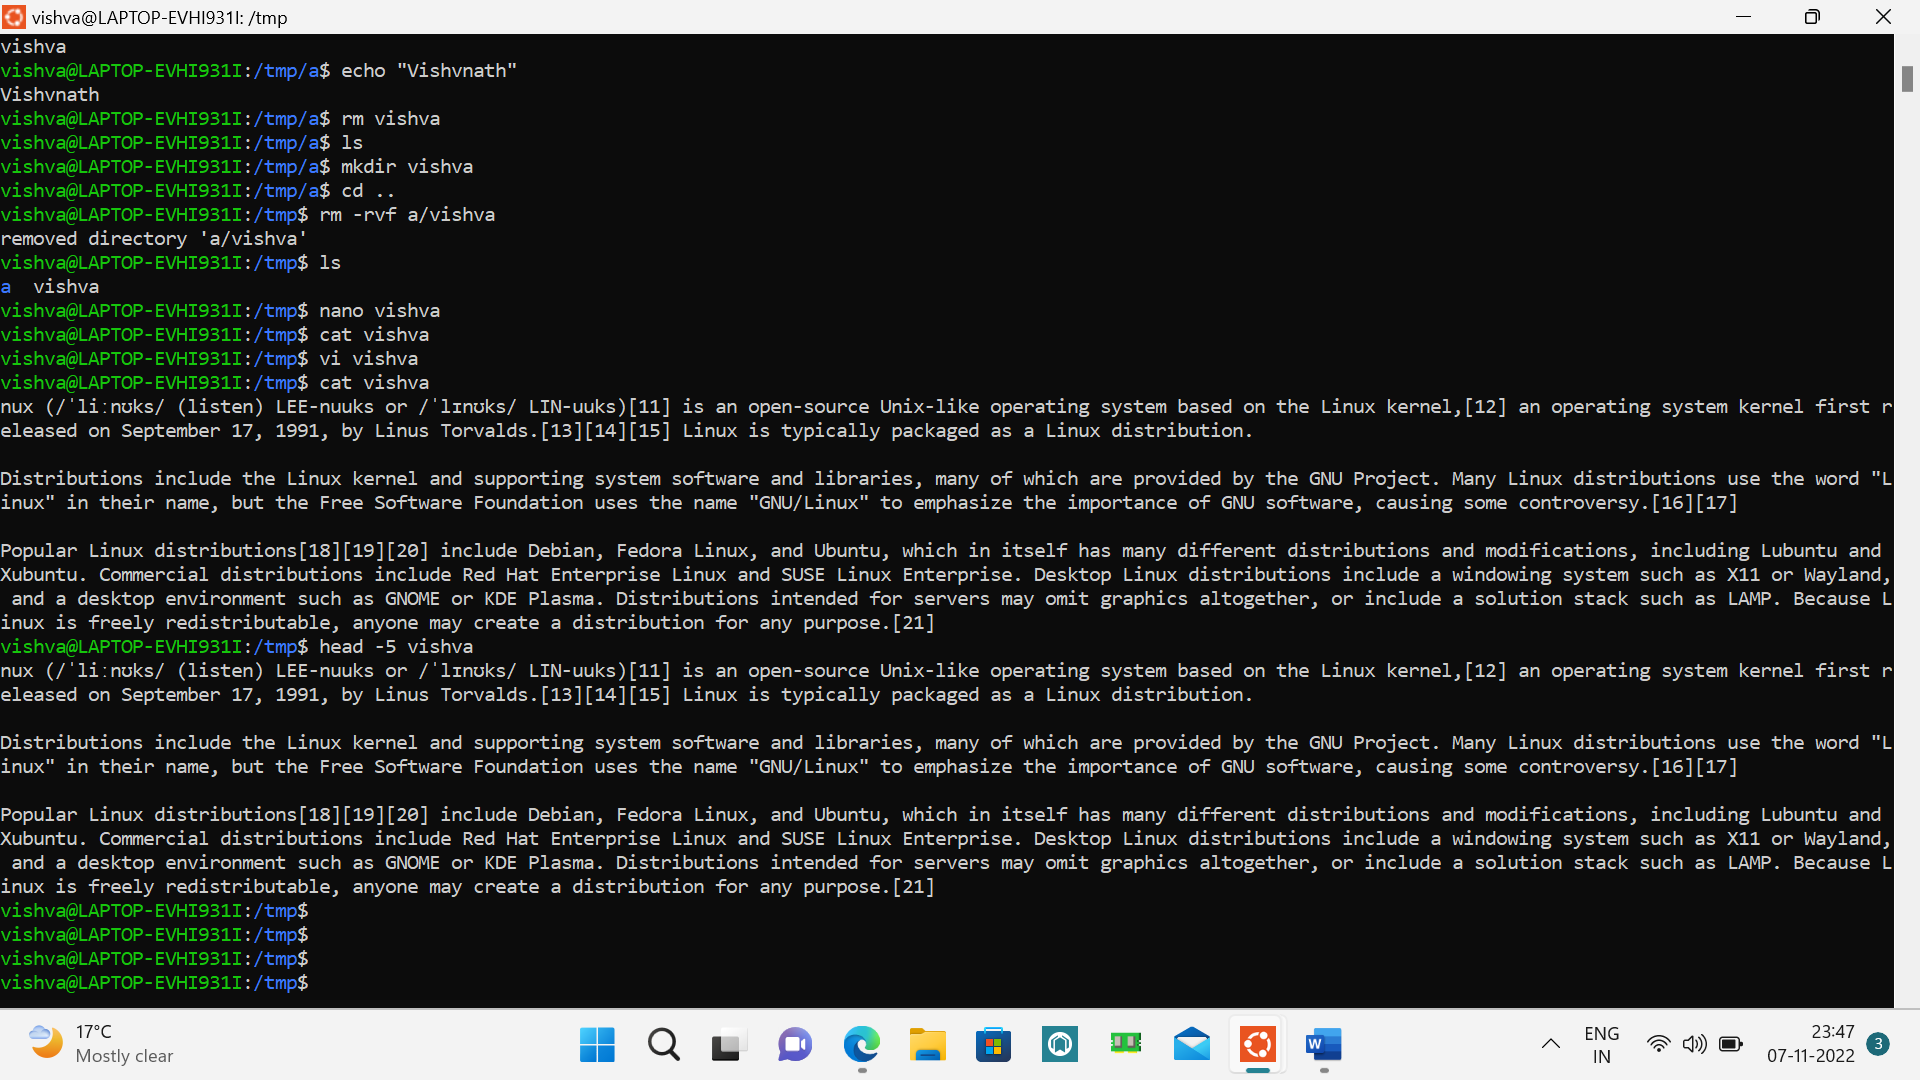 vishva@LAPTOP-EVHI931I: /tmp
vishva
vishva@LAPTOP-EVHI931I:/tmp/a$ echo "Vishvnath"
Vishvnath
vishva@LAPTOP-EVHI931I:/tmp/a$ rm vishva
vishva@LAPTOP-EVHI931I:/tmp/a$ ls
vishva@LAPTOP-EVHI931I:/tmp/a$ mkdir vishva
vishva@LAPTOP-EVHI931I:/tmp/a$ cd ..
vishva@LAPTOP-EVHI931I:/tmp$ rm -rvf a/vishva
removed directory 'a/vishva'
vishva@LAPTOP-EVHI931I:/tmp$ ls
a  vishva
vishva@LAPTOP-EVHI931I:/tmp$ nano vishva
vishva@LAPTOP-EVHI931I:/tmp$ cat vishva
vishva@LAPTOP-EVHI931I:/tmp$ vi vishva
vishva@LAPTOP-EVHI931I:/tmp$ cat vishva
nux (/ˈliːnʊks/ (listen) LEE-nuuks or /ˈlɪnʊks/ LIN-uuks)[11] is an open-source Unix-like operating system based on the Linux kernel,[12] an operating system kernel first r
eleased on September 17, 1991, by Linus Torvalds.[13][14][15] Linux is typically packaged as a Linux distribution.
Distributions include the Linux kernel and supporting system software and libraries, many of which are provided by the GNU Project. Many Linux distributions use the word "L
inux" in their name, but the Free Software Foundation uses the name "GNU/Linux" to emphasize the importance of GNU software, causing some controversy.[16][17]
Popular Linux distributions[18][19][20] include Debian, Fedora Linux, and Ubuntu, which in itself has many different distributions and modifications, including Lubuntu and
Xubuntu. Commercial distributions include Red Hat Enterprise Linux and SUSE Linux Enterprise. Desktop Linux distributions include a windowing system such as X11 or Wayland,
and a desktop environment such as GNOME or KDE Plasma. Distributions intended for servers may omit graphics altogether, or include a solution stack such as LAMP. Because L
inux is freely redistributable, anyone may create a distribution for any purpose.[21]
vishva@LAPTOP-EVHI931I:/tmp$ head -5 vishva
nux (/ˈliːnʊks/ (listen) LEE-nuuks or /ˈlɪnʊks/ LIN-uuks)[11] is an open-source Unix-like operating system based on the Linux kernel,[12] an operating system kernel first r
eleased on September 17, 1991, by Linus Torvalds.[13][14][15] Linux is typically packaged as a Linux distribution.
Distributions include the Linux kernel and supporting system software and libraries, many of which are provided by the GNU Project. Many Linux distributions use the word "L
inux" in their name, but the Free Software Foundation uses the name "GNU/Linux" to emphasize the importance of GNU software, causing some controversy.[16][17]
Popular Linux distributions[18][19][20] include Debian, Fedora Linux, and Ubuntu, which in itself has many different distributions and modifications, including Lubuntu and
Xubuntu. Commercial distributions include Red Hat Enterprise Linux and SUSE Linux Enterprise. Desktop Linux distributions include a windowing system such as X11 or Wayland,
and a desktop environment such as GNOME or KDE Plasma. Distributions intended for servers may omit graphics altogether, or include a solution stack such as LAMP. Because L
inux is freely redistributable, anyone may create a distribution for any purpose.[21]
vishva@LAPTOP-EVHI931I:/tmp$
vishva@LAPTOP-EVHI931I:/tmp$
vishva@LAPTOP-EVHI931I:/tmp$
vishva@LAPTOP-EVHI931I:/tmp$
17°C
Mostly clear
W
ENG
IN
23:47
07-11-2022
3